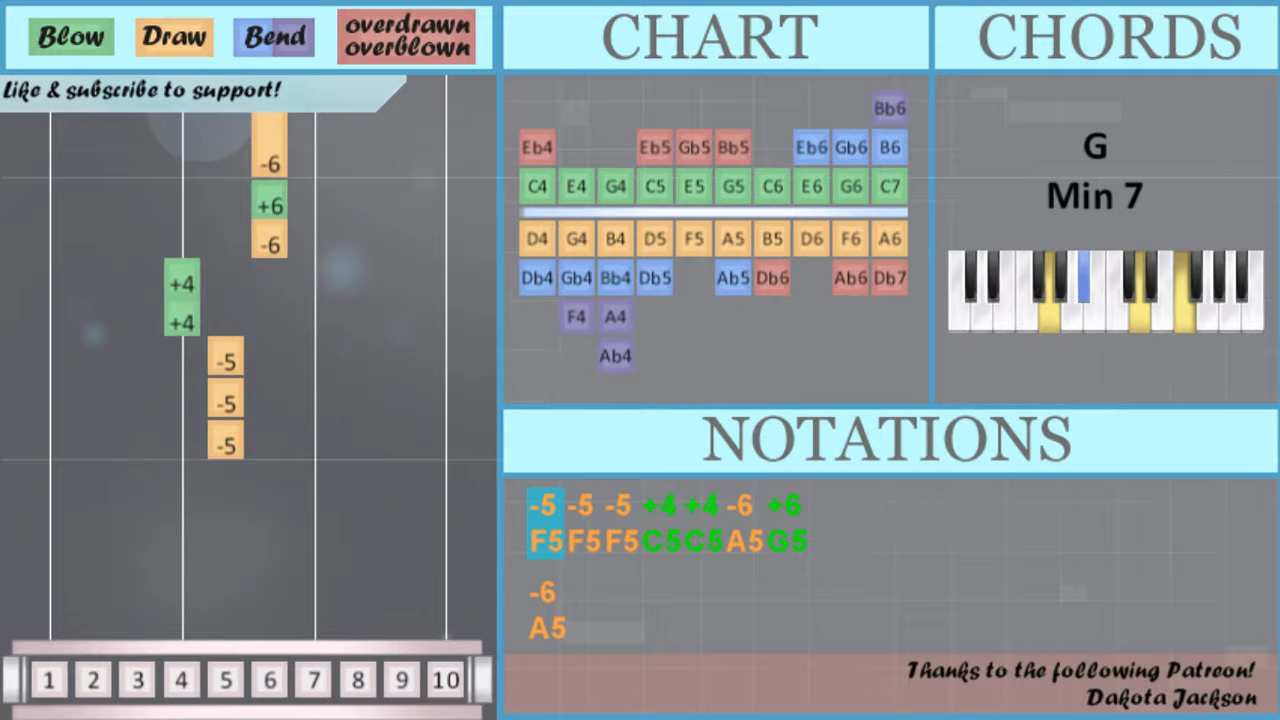 Blow Draw Bend overdrawn
overblown
CHART
CHORDS
Like & subscribe to support!
-6
+6
-6
+4
+4
-5
-5
-5
1 2 3 4 5 6 7 8 9 10
Bb6
Eb4 Eb5 Gb5 Bb5 Eb6 Gb6 B6
C4 E4 G4 C5 E5 G5 C6 E6 G6 C7
D4 G4 B4 D5 F5 A5 B5 D6 F6 A6
Db4 Gb4 Bb4 Db5 Ab5 Db6 Ab6 Db7
F4 A4
Ab4
G
Min 7
NOTATIONS
-5 -5 -5 +4 +4 -6 +6
F5 F5 F5 C5 C5 A5 G5
-6
A5
Thanks to the following Patreon!
Dakota Jackson